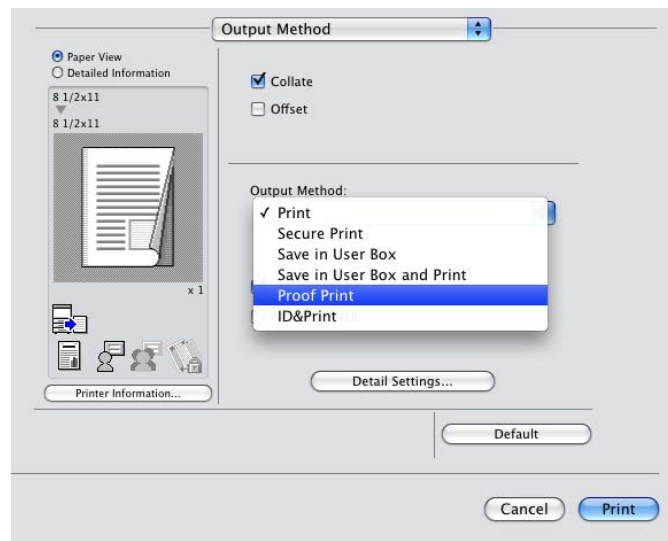 Output Method
Paper View
Detailed Information
8 1/2x11
8 1/2x11
x 1
Printer Information...
Collate
Offset
Output Method:
✓ Print
Secure Print
Save in User Box
Save in User Box and Print
Proof Print
ID&Print
Detail Settings...
Default
Cancel
Print